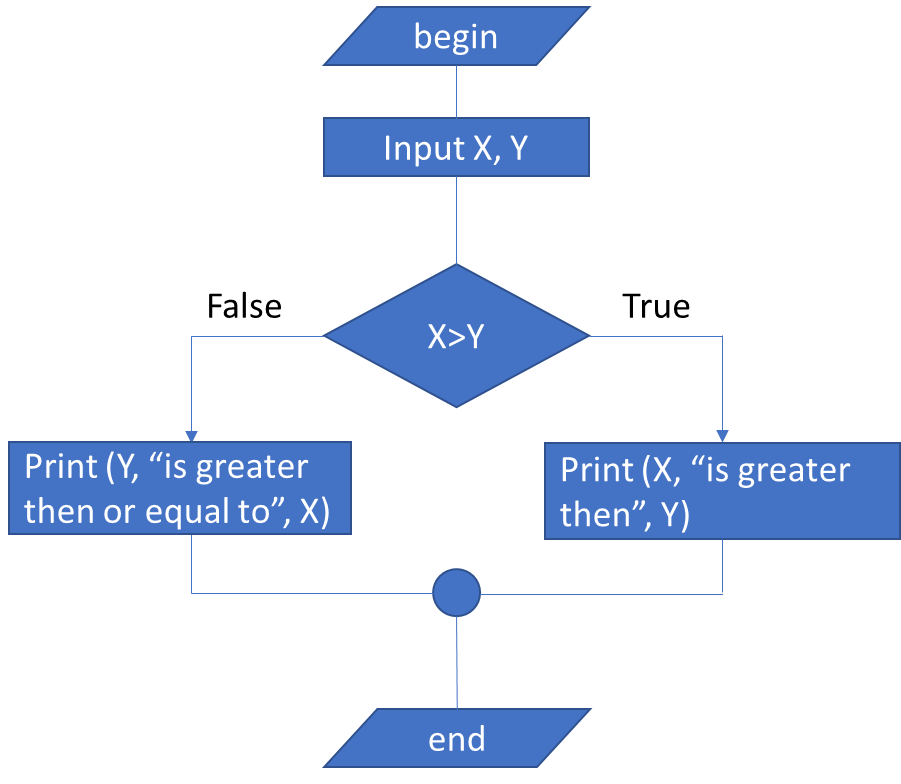 begin
Input X, Y
False
True
X>Y
Print (Y, “is greater
then or equal to”, X)
Print (X, “is greater
then”, Y)
end